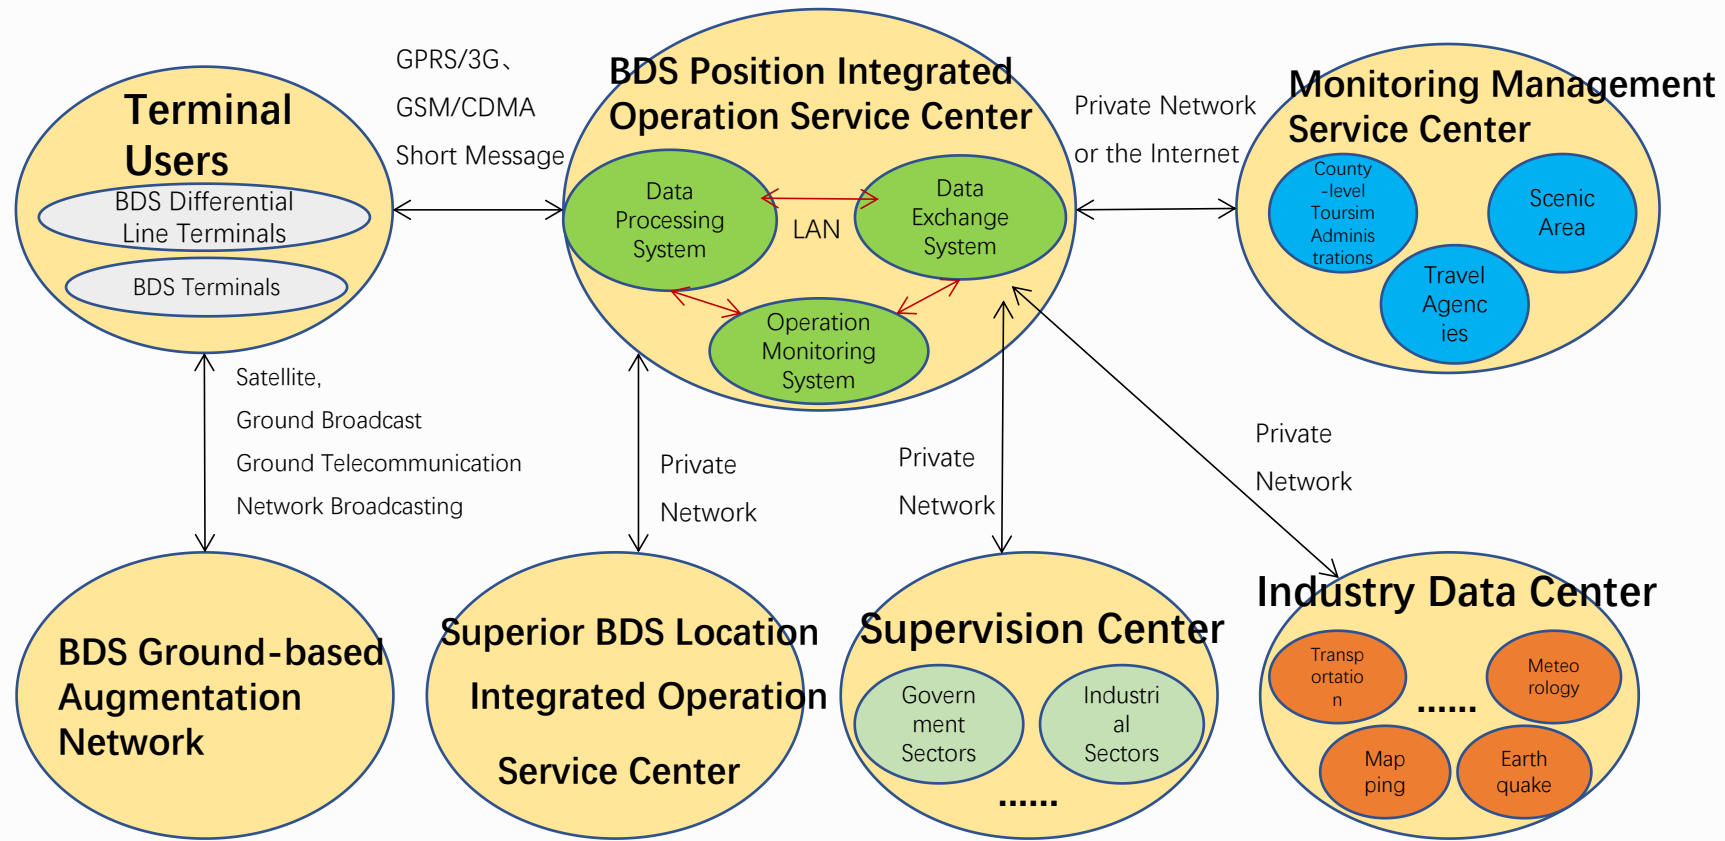 Terminal
Users
BDS Differential
Line Terminals
BDS Terminals
GPRS/3G、
GSM/CDMA
Short Message
BDS Position Integrated
Operation Service Center
Data
Processing
System
LAN
Data
Exchange
System
Operation
Monitoring
System
Private Network
or the Internet
Monitoring Management
Service Center
County
-level
Toursim
Adminis
trations
Scenic
Area
Travel
Agenc
ies
Satellite,
Ground Broadcast
Ground Telecommunication
Network Broadcasting
Private
Network
Private
Network
Private
Network
BDS Ground-based
Augmentation
Network
Superior BDS Location
Integrated Operation
Service Center
Supervision Center
Govern
ment
Sectors
Industri
al
Sectors
......
Industry Data Center
Transp
ortatio
n
......
Meteo
rology
Map
ping
Earth
quake